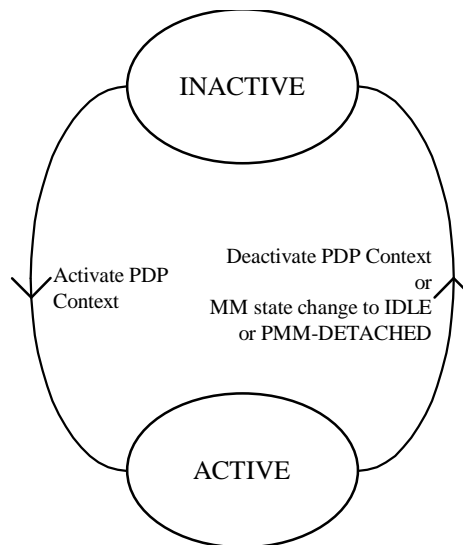 INACTIVE
Activate PDP
Context
Deactivate PDP Context
or
MM state change to IDLE
or PMM-DETACHED
ACTIVE